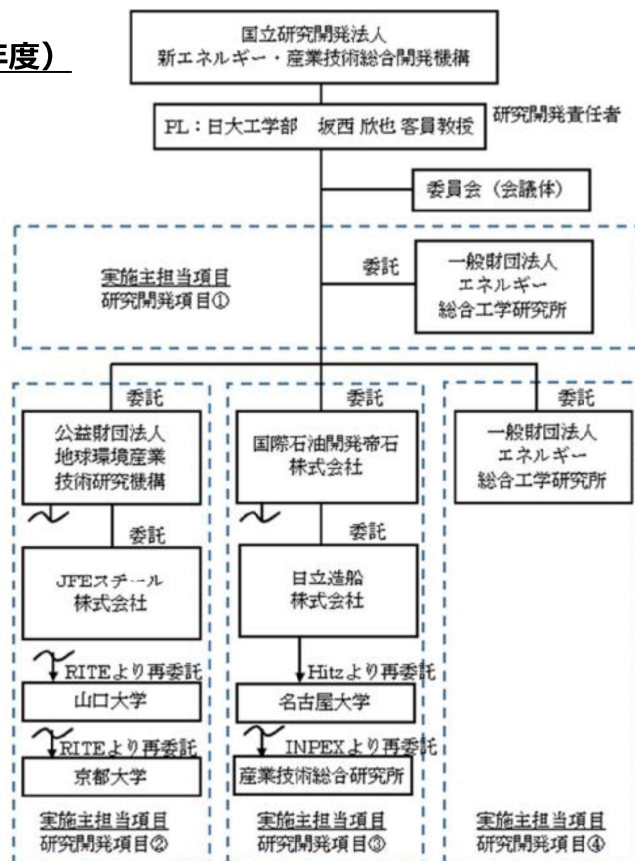 年度）
国立研究開発法人
新エネルギー・産業技術総合開発機構
PL：日大工学部　坂西 欣也 客員教授
研究開発責任者
委員会（会議体）
実施主担当項目
研究開発項目①
委託
一般財団法人
エネルギー
総合工学研究所
委託
公益財団法人
地球環境産業
技術研究機構
委託
JFEスチール
株式会社
RITEより再委託
山口大学
RITEより再委託
京都大学
実施主担当項目
研究開発項目②
委託
国際石油開発帝石
株式会社
委託
日立造船
株式会社
Hitzより再委託
名古屋大学
INPEXより再委託
産業技術総合研究所
実施主担当項目
研究開発項目③
委託
一般財団法人
エネルギー
総合工学研究所
実施主担当項目
研究開発項目④